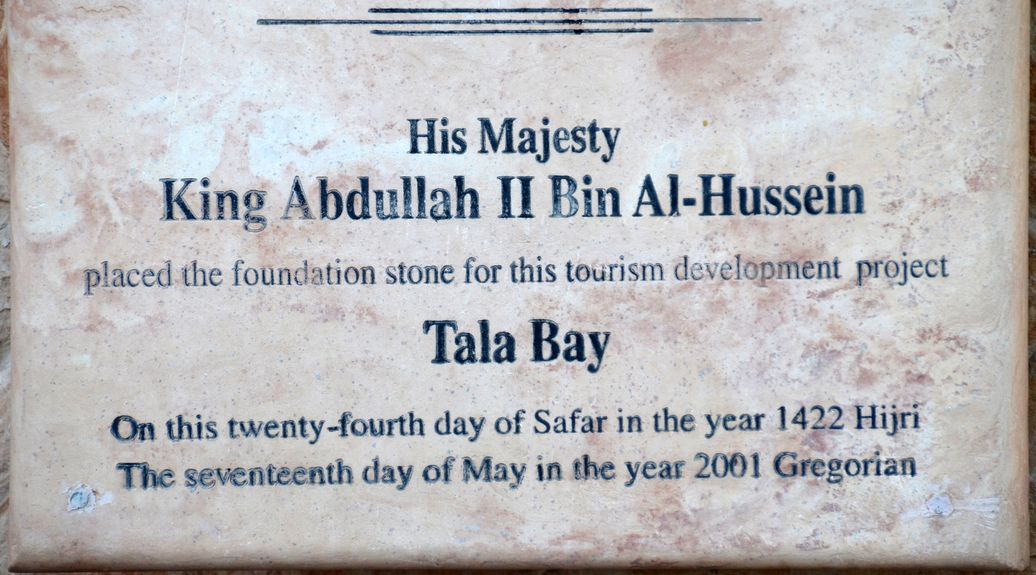 His Majesty
King Abdullah II Bin Al-Hussein
placed the foundation stone for this tourism development project
Tala Bay
On this twenty-fourth day of Safar in the year 1422 Hijri
The seventeenth day of May in the year 2001 Gregorian